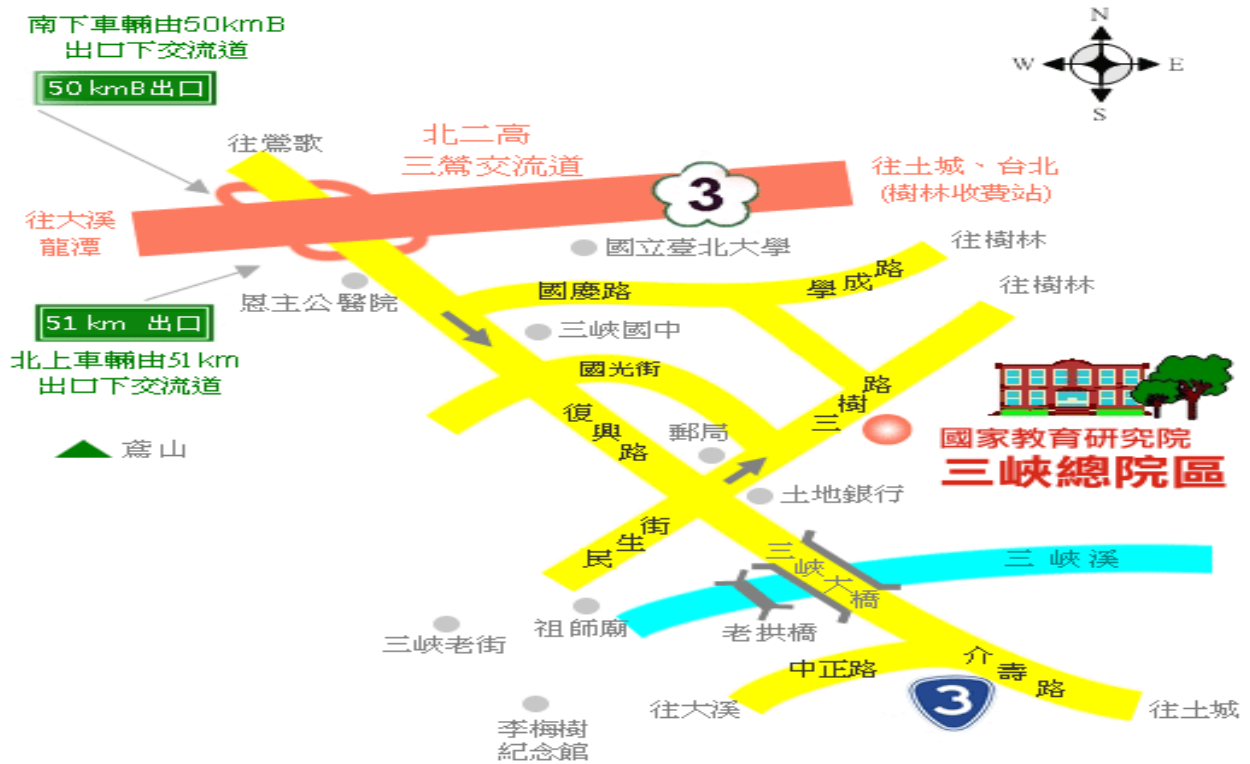 南下車輛由50kmB
出口下交流道
50 kmB出口
N
W
E
S
往鶯歌
北二高
三鶯交流道
3
往土城、台北
(樹林收費站)
往大溪
龍潭
國立臺北大學
往樹林
恩主公醫院
國慶路
學成路
往樹林
51 km 出口
北上車輛由51km
出口下交流道
三峽國中
國光街
三樹路
復興路
郵局
國家教育研究院
三峽總院區
鳶山
土地銀行
民生街
三峽大橋
三峽溪
祖師廟
老拱橋
三峽老街
中正路
介壽路
3
往大溪
往土城
李梅樹
紀念館